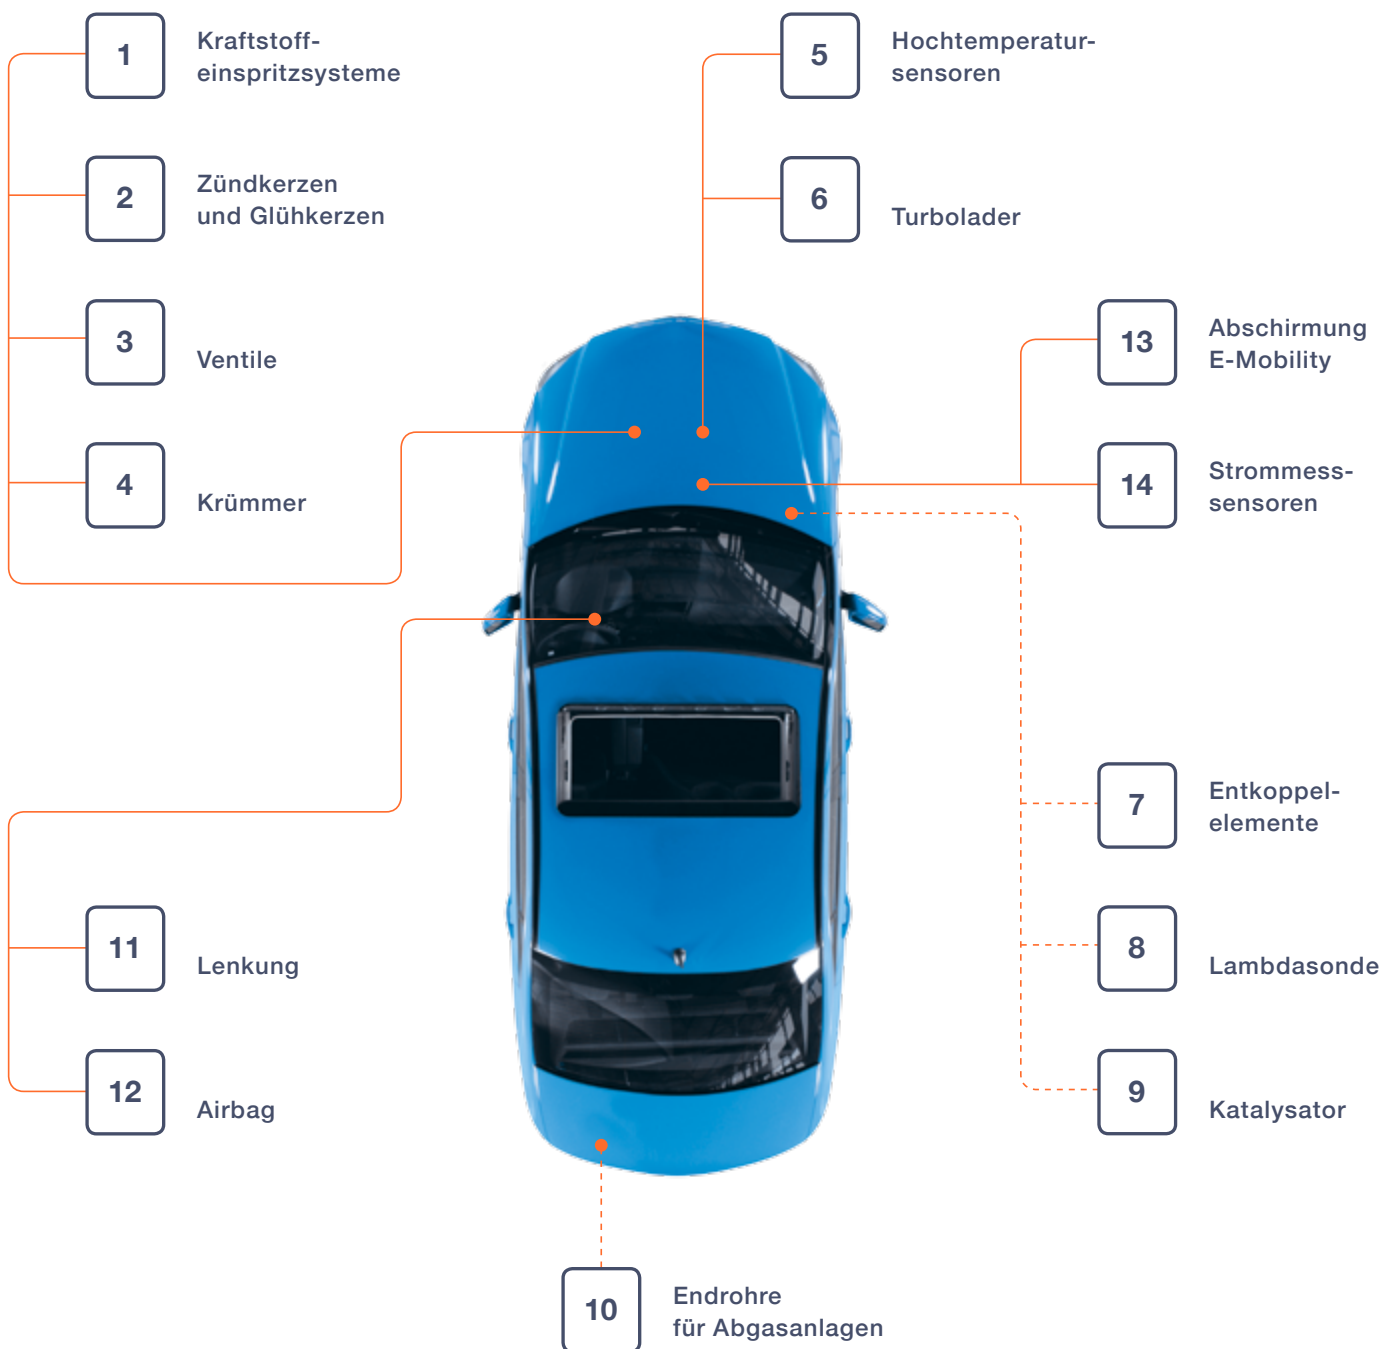 1
Kraftstoff-
einspritzsysteme
2
Zündkerzen
und Glühkerzen
3
Ventile
4
Krümmer
5
Hochtemperatur-
sensoren
6
Turbolader
13
Abschirmung
E-Mobility
14
Strommess-
sensoren
7
Entkoppel-
elemente
8
Lambdasonde
9
Katalysator
11
Lenkung
12
Airbag
10
Endrohre
für Abgasanlagen